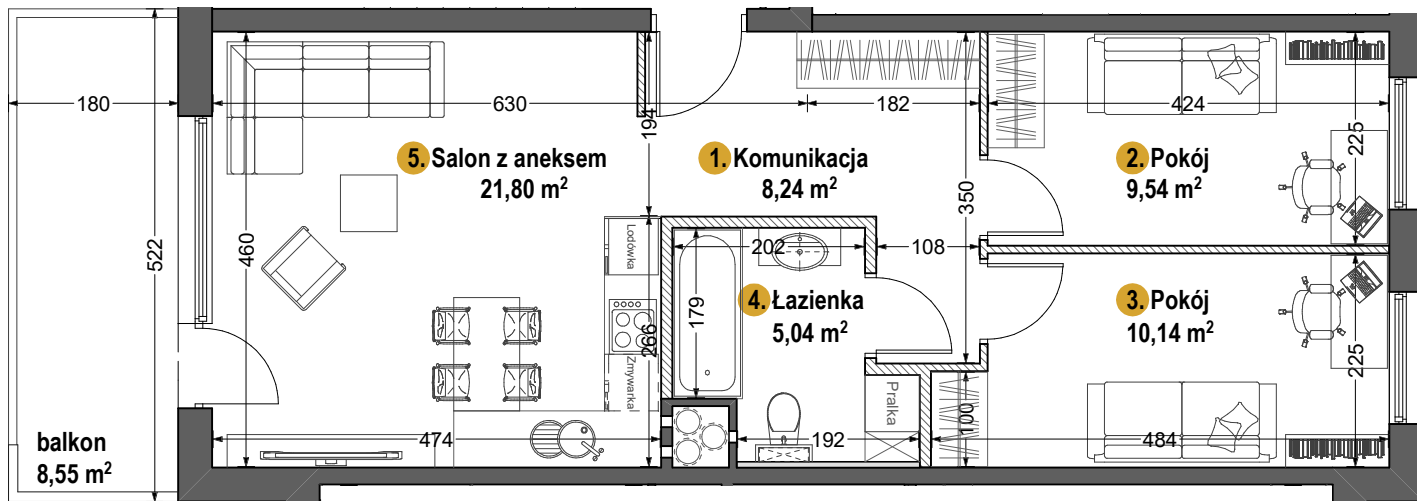 180
630
182
424
194
225
5. Salon z aneksem
21,80 m²
1. Komunikacja
8,24 m²
2. Pokój
9,54 m²
522
460
350
Lodówka
202
108
4. Łazienka
5,04 m²
3. Pokój
10,14 m²
179
266
Zmywarka
225
Pralka
100
balkon
8,55 m²
474
192
484